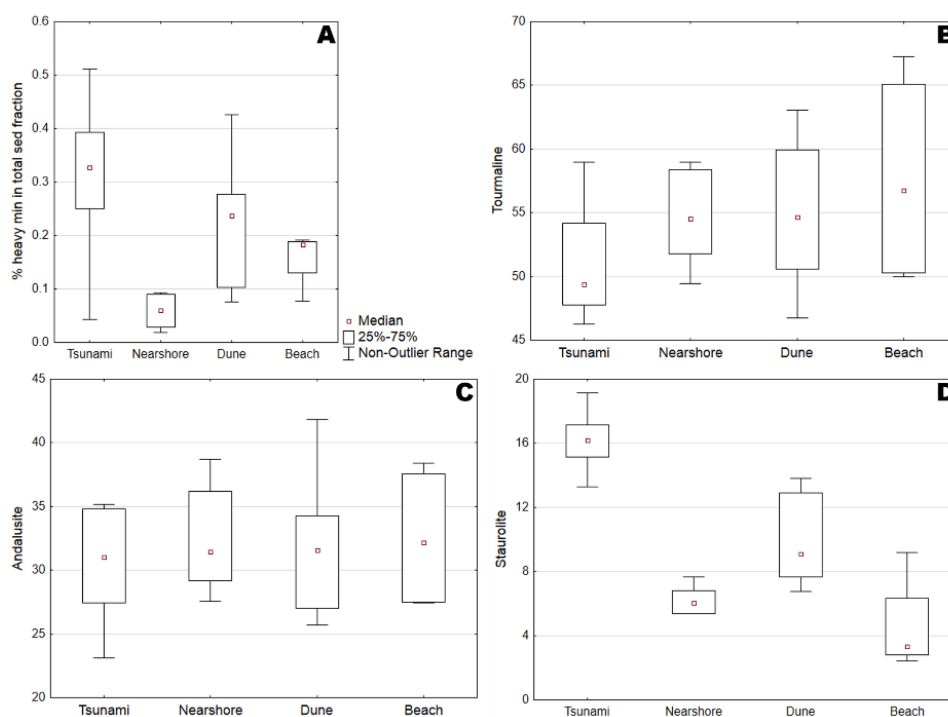 A
% heavy min in total sed fraction
0.6
0.5
0.4
0.3
0.2
0.1
0.0
Tsunami Nearshore Dune Beach
Median
25%-75%
Non-Outlier Range
B
Tourmaline
70
65
60
55
50
45
Tsunami Nearshore Dune Beach
C
Andalusite
45
40
35
30
25
20
Tsunami Nearshore Dune Beach
D
Staurolite
20
16
12
8
4
0
Tsunami Nearshore Dune Beach